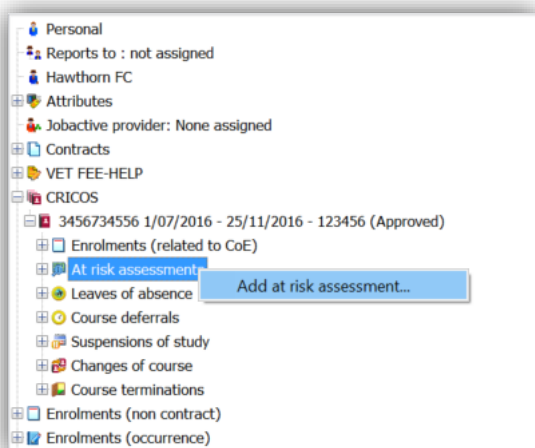 Personal
Reports to : not assigned
Hawthorn FC
Attributes
Jobactive provider: None assigned
Contracts
VET FEE-HELP
CRICOS
3456734556 1/07/2016 - 25/11/2016 - 123456 (Approved)
Enrolments (related to CoE)
At risk assessment
Add at risk assessment...
Leaves of absence
Course deferrals
Suspensions of study
Changes of course
Course terminations
Enrolments (non contract)
Enrolments (occurrence)